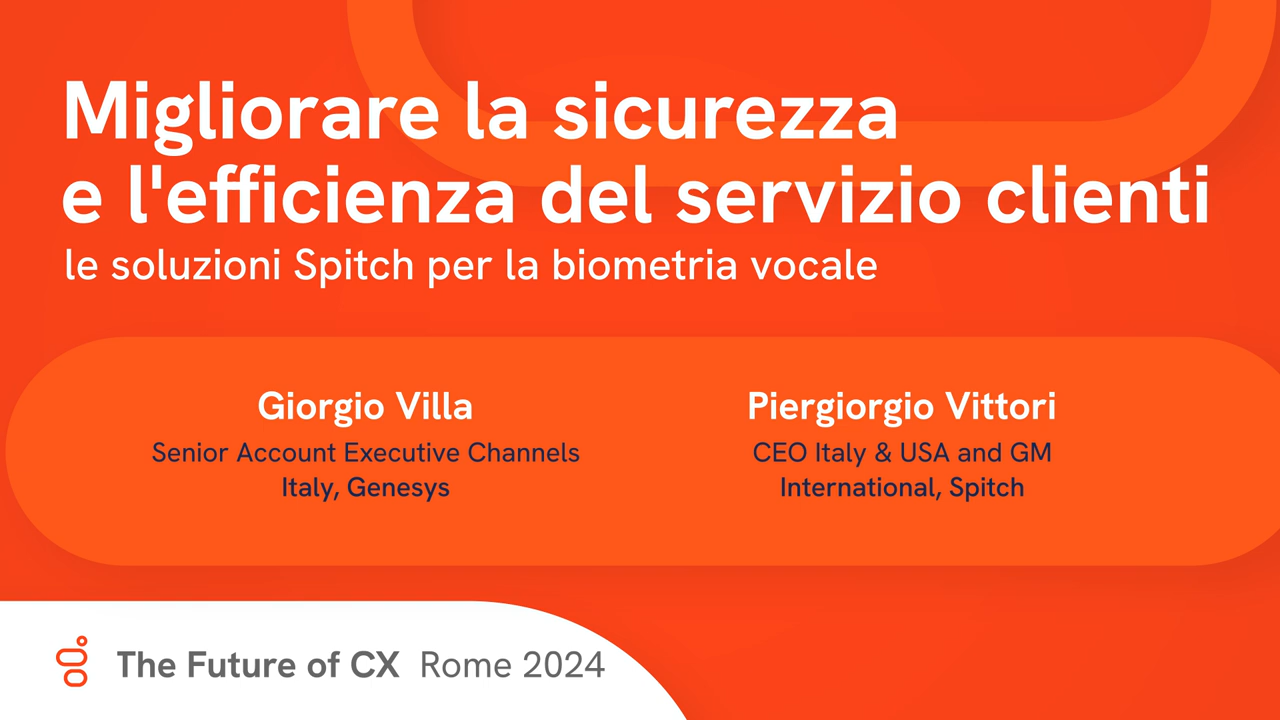 Migliorare la sicurezza
e l'efficienza del servizio clienti
le soluzioni Spitch per la biometria vocale
Giorgio Villa
Senior Account Executive Channels
Italy, Genesys
Piergiorgio Vittori
CEO Italy & USA and GM
International, Spitch
The Future of CX Rome 2024